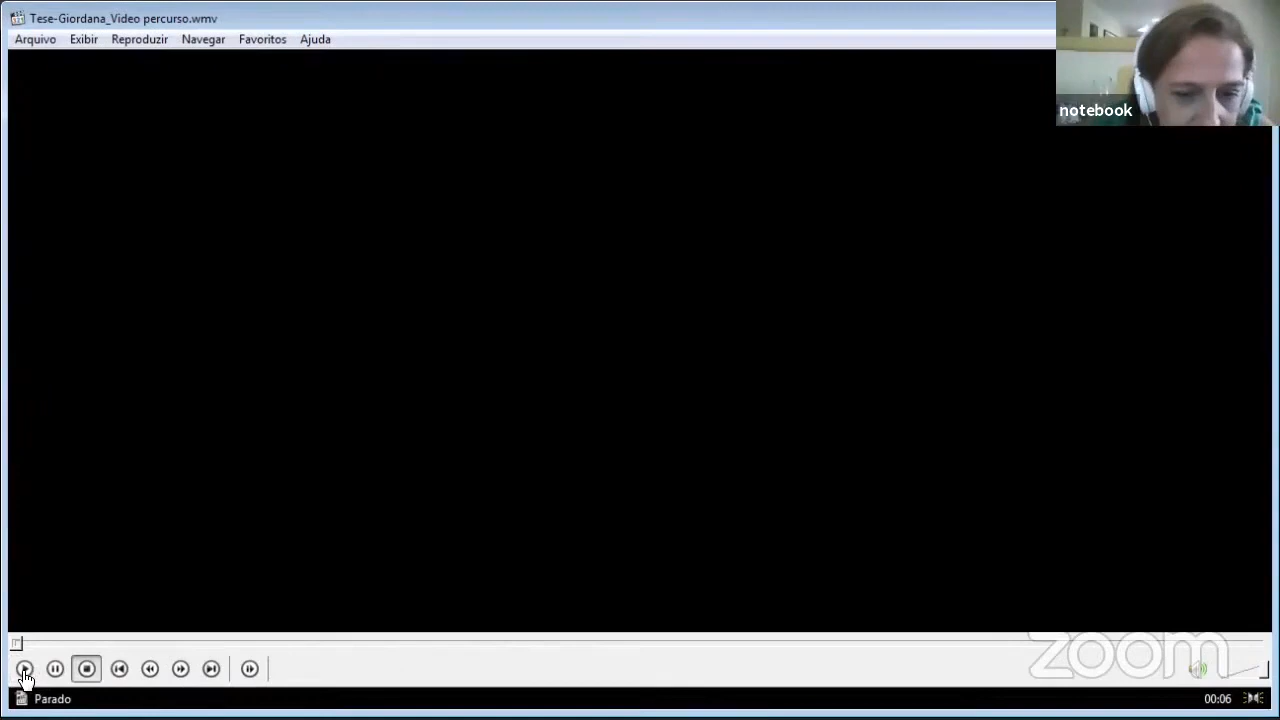 Tese-Giordana_Video percurso.wmv
Arquivo Exibir Reproduzir Navegar Favoritos Ajuda
notebook
zoom
Parado
00:06